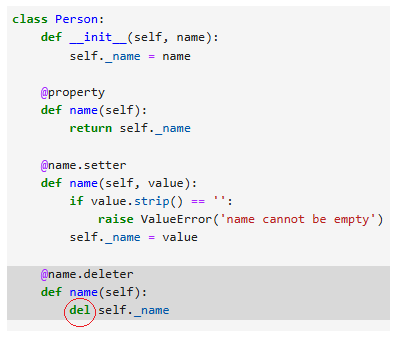 class Person:
    def __init__(self, name):
        self._name = name

    @property
    def name(self):
        return self._name

    @name.setter
    def name(self, value):
        if value.strip() == '':
            raise ValueError('name cannot be empty')
        self._name = value

    @name.deleter
    def name(self):
        del self._name